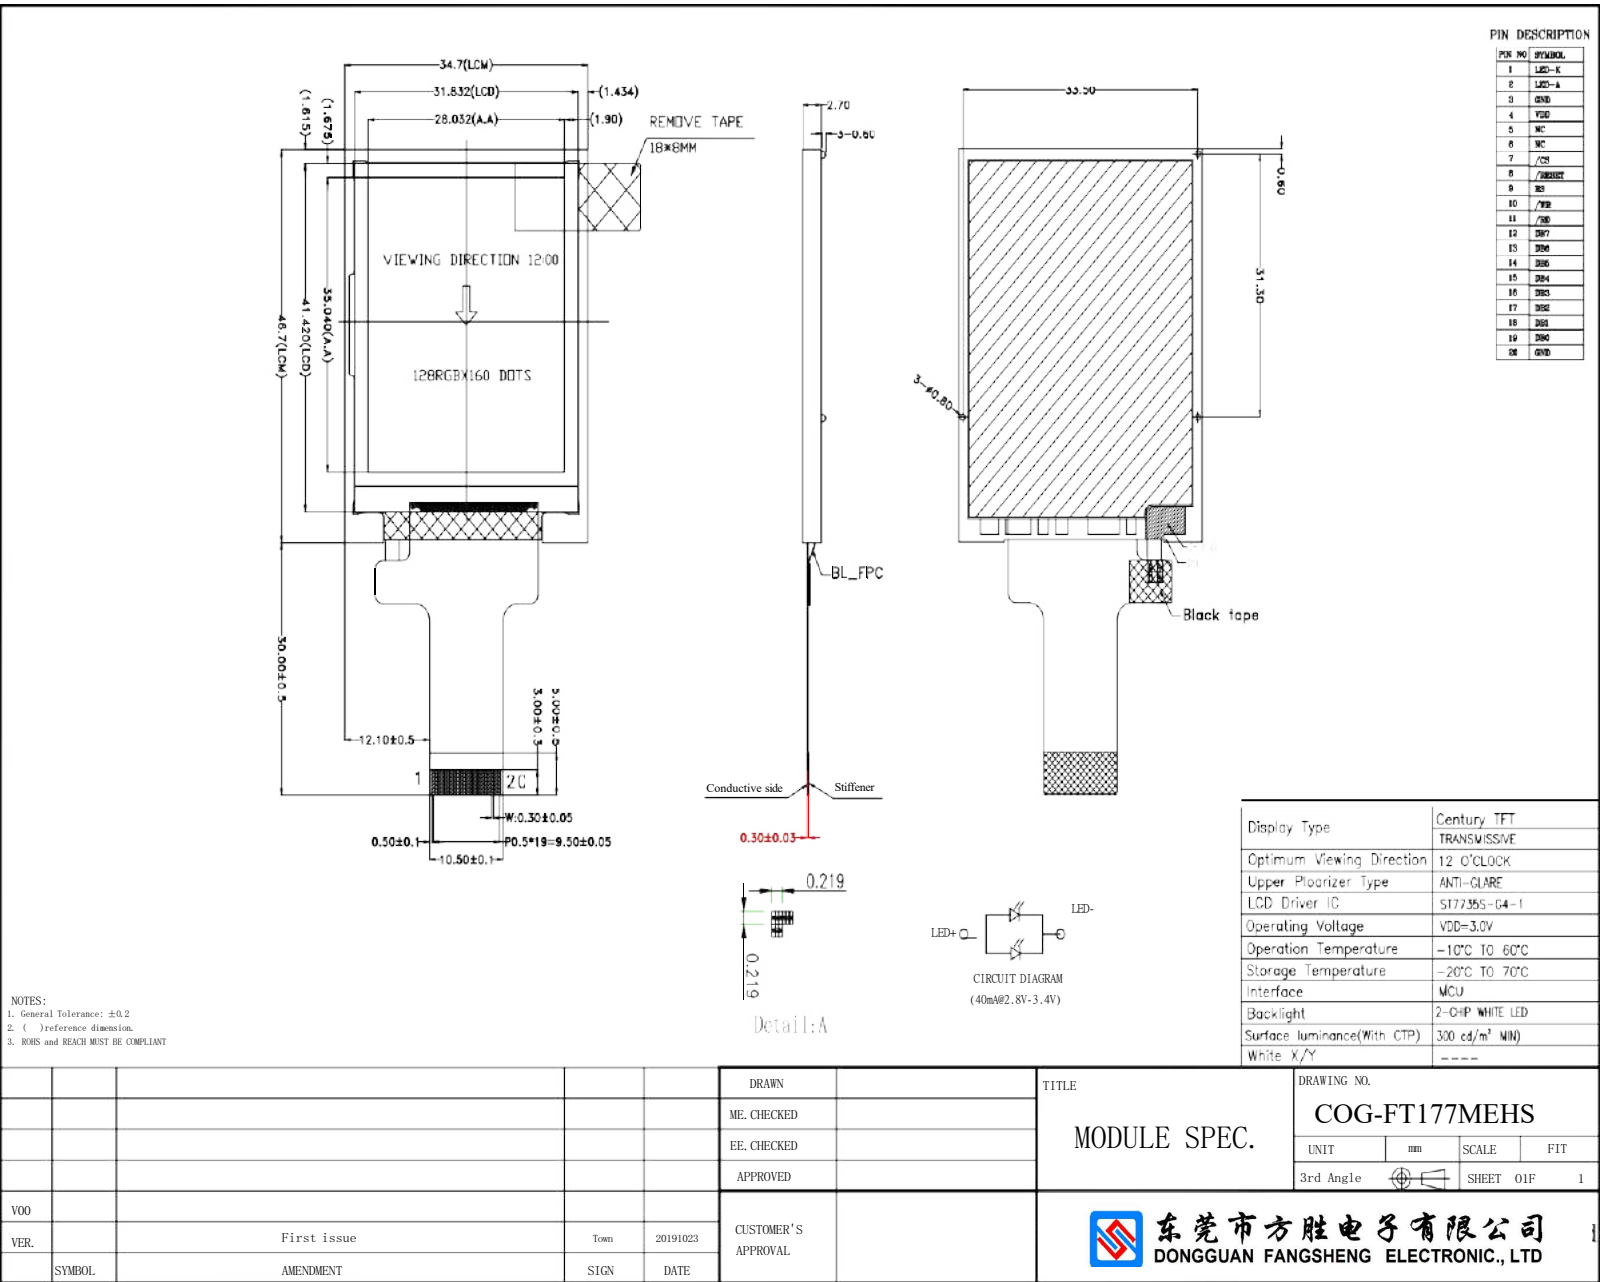 34.7(LCM)
31.832(LCD)
(1.434)
28.032(A.A)
(1.90)
(1.615)
(1.675)
REMOVE TAPE
18*8MM
VIEWING DIRECTION 12:00
128RGBX160 DOTS
46.7(LCM)
41.420(LCD)
35.040(A.A)
30.00±0.5
12.10±0.5
3.00±0.3
5.00±0.5
1
20
W:0.30±0.05
0.50±0.1
P0.5*19=9.50±0.05
10.50±0.1
2.70
3-0.60
BL_FPC
Conductive side
Stiffener
0.30±0.03
33.50
0.60
31.30
3-ø0.80
Black tape
0.219
0.219
Detail:A
LED+
LED-
CIRCUIT DIAGRAM
(40mA@2.8V-3.4V)
PIN DESCRIPTION
PIN NO SYMBOL
1 LED-K
2 LED-A
3 GND
4 VDD
5 NC
6 NC
7 /CS
8 /RESET
9 RS
10 /WR
11 /RD
12 DB7
13 DB6
14 DB5
15 DB4
16 DB3
17 DB2
18 DB1
19 DB0
20 GND
Display Type Century TFT
TRANSMISSIVE
Optimum Viewing Direction 12 O'CLOCK
Upper Ploarizer Type ANTI-GLARE
LCD Driver IC ST7735S-G4-1
Operating Voltage VDD=3.0V
Operation Temperature -10°C TO 60°C
Storage Temperature -20°C TO 70°C
Interface MCU
Backlight 2-CHIP WHITE LED
Surface luminance(With CTP) 300 cd/m² MIN)
White X/Y ----
NOTES:
1. General Tolerance: ±0.2
2. ( )reference dimension.
3. ROHS and REACH MUST BE COMPLIANT
DRAWN
ME. CHECKED
EE. CHECKED
APPROVED
CUSTOMER'S
APPROVAL
TITLE
MODULE SPEC.
DRAWING NO.
COG-FT177MEHS
UNIT mm SCALE FIT
3rd Angle SHEET 01F 1
V00
VER. First issue Town 20191023
SYMBOL AMENDMENT SIGN DATE
东莞市方胜电子有限公司
DONGGUAN FANGSHENG ELECTRONIC., LTD